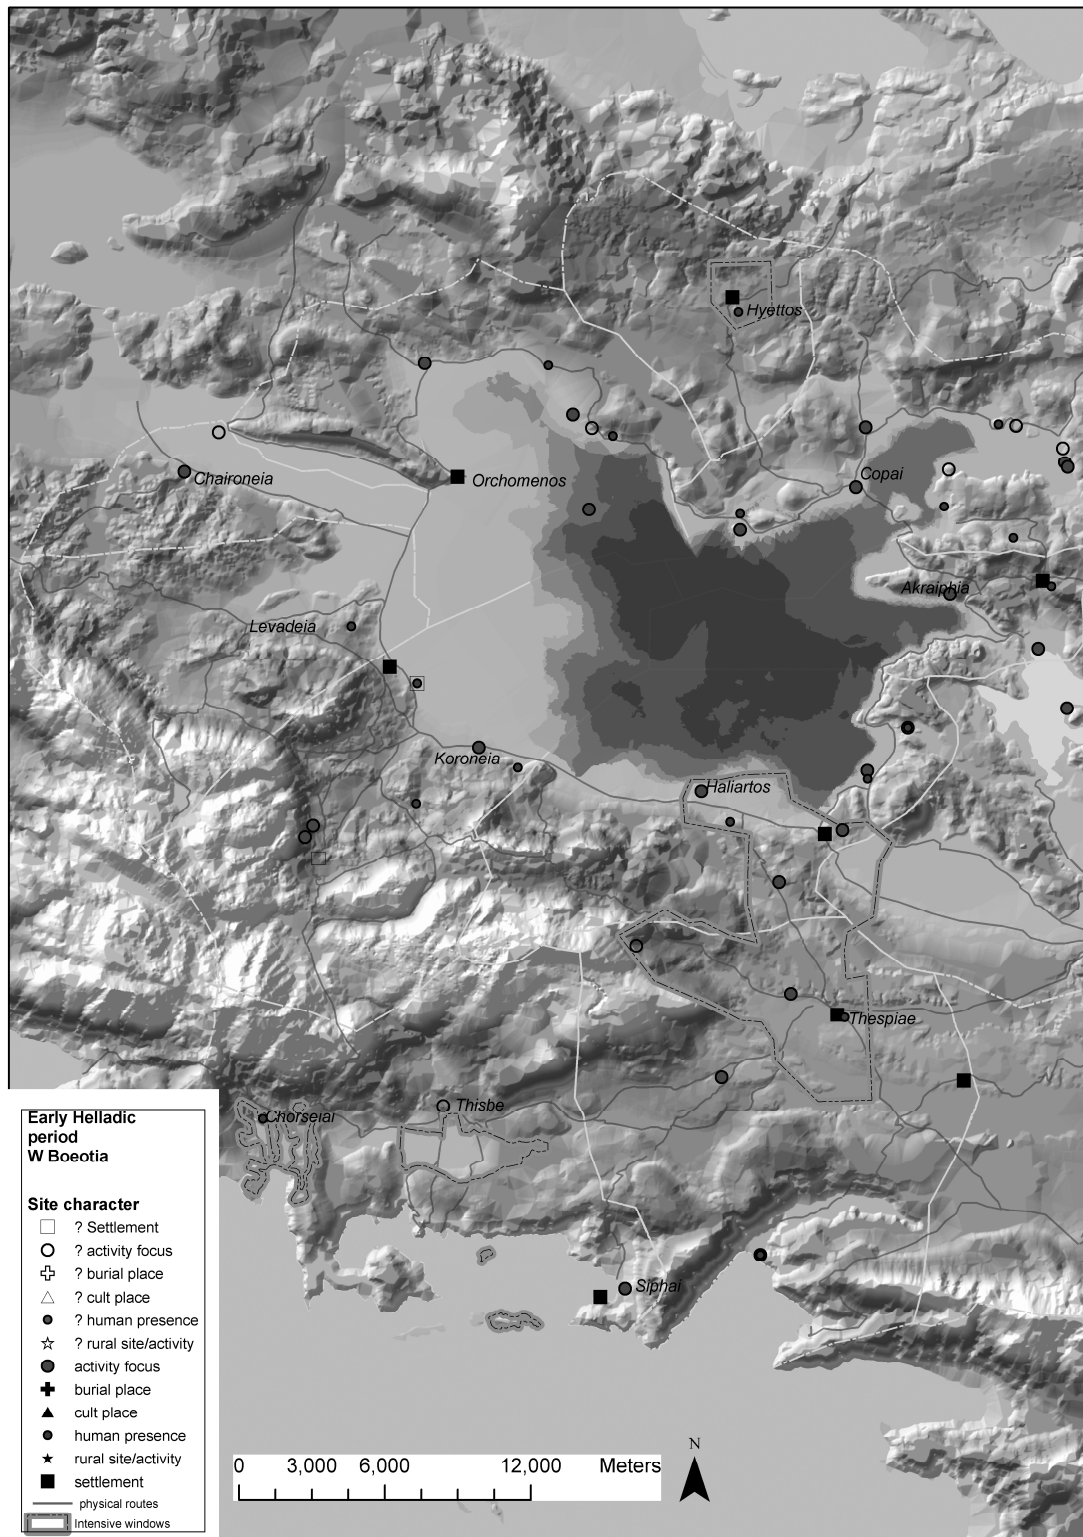 Hyettos
Orchomenos
Chaironeia
Copai
Akraiphia
Levadeia
Koroneia
Haliartos
Thespiae
Thisbe
Chorseiai
Siphai
Early Helladic
period
W Boeotia
Site character
? Settlement
? activity focus
? burial place
? cult place
? human presence
? rural site/activity
activity focus
burial place
cult place
human presence
rural site/activity
settlement
physical routes
Intensive windows
0 3,000 6,000 12,000 Meters
N